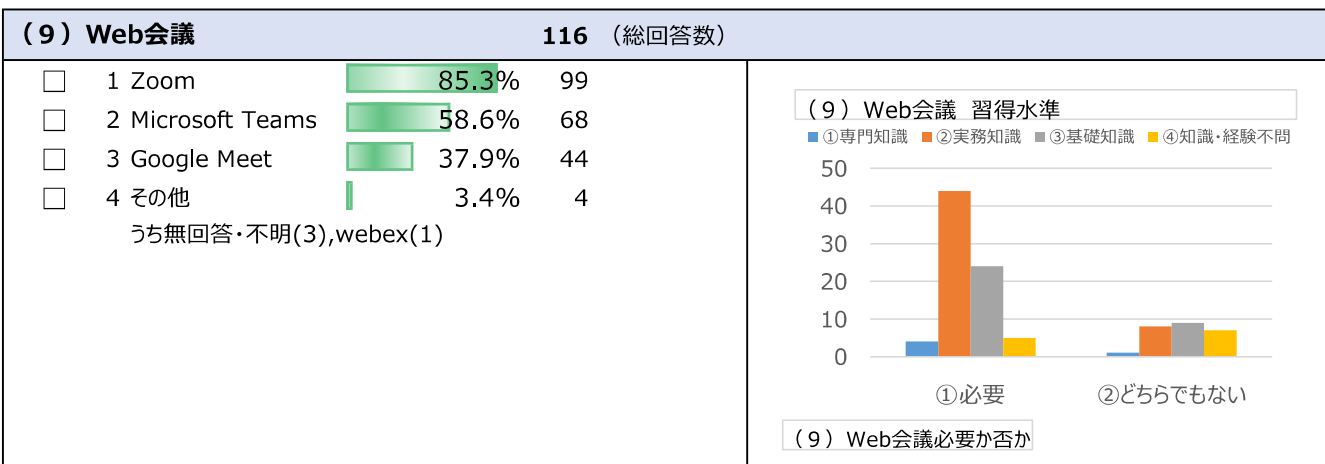 （9）Web会議 116 （総回答数）
□ 1 Zoom 85.3% 99
□ 2 Microsoft Teams 58.6% 68
□ 3 Google Meet 37.9% 44
□ 4 その他 3.4% 4
うち無回答・不明(3),webex(1)
（9）Web会議 習得水準
①専門知識 ②実務知識 ③基礎知識 ④知識・経験不問
50
40
30
20
10
0
①必要 ②どちらでもない
（9）Web会議必要か否か